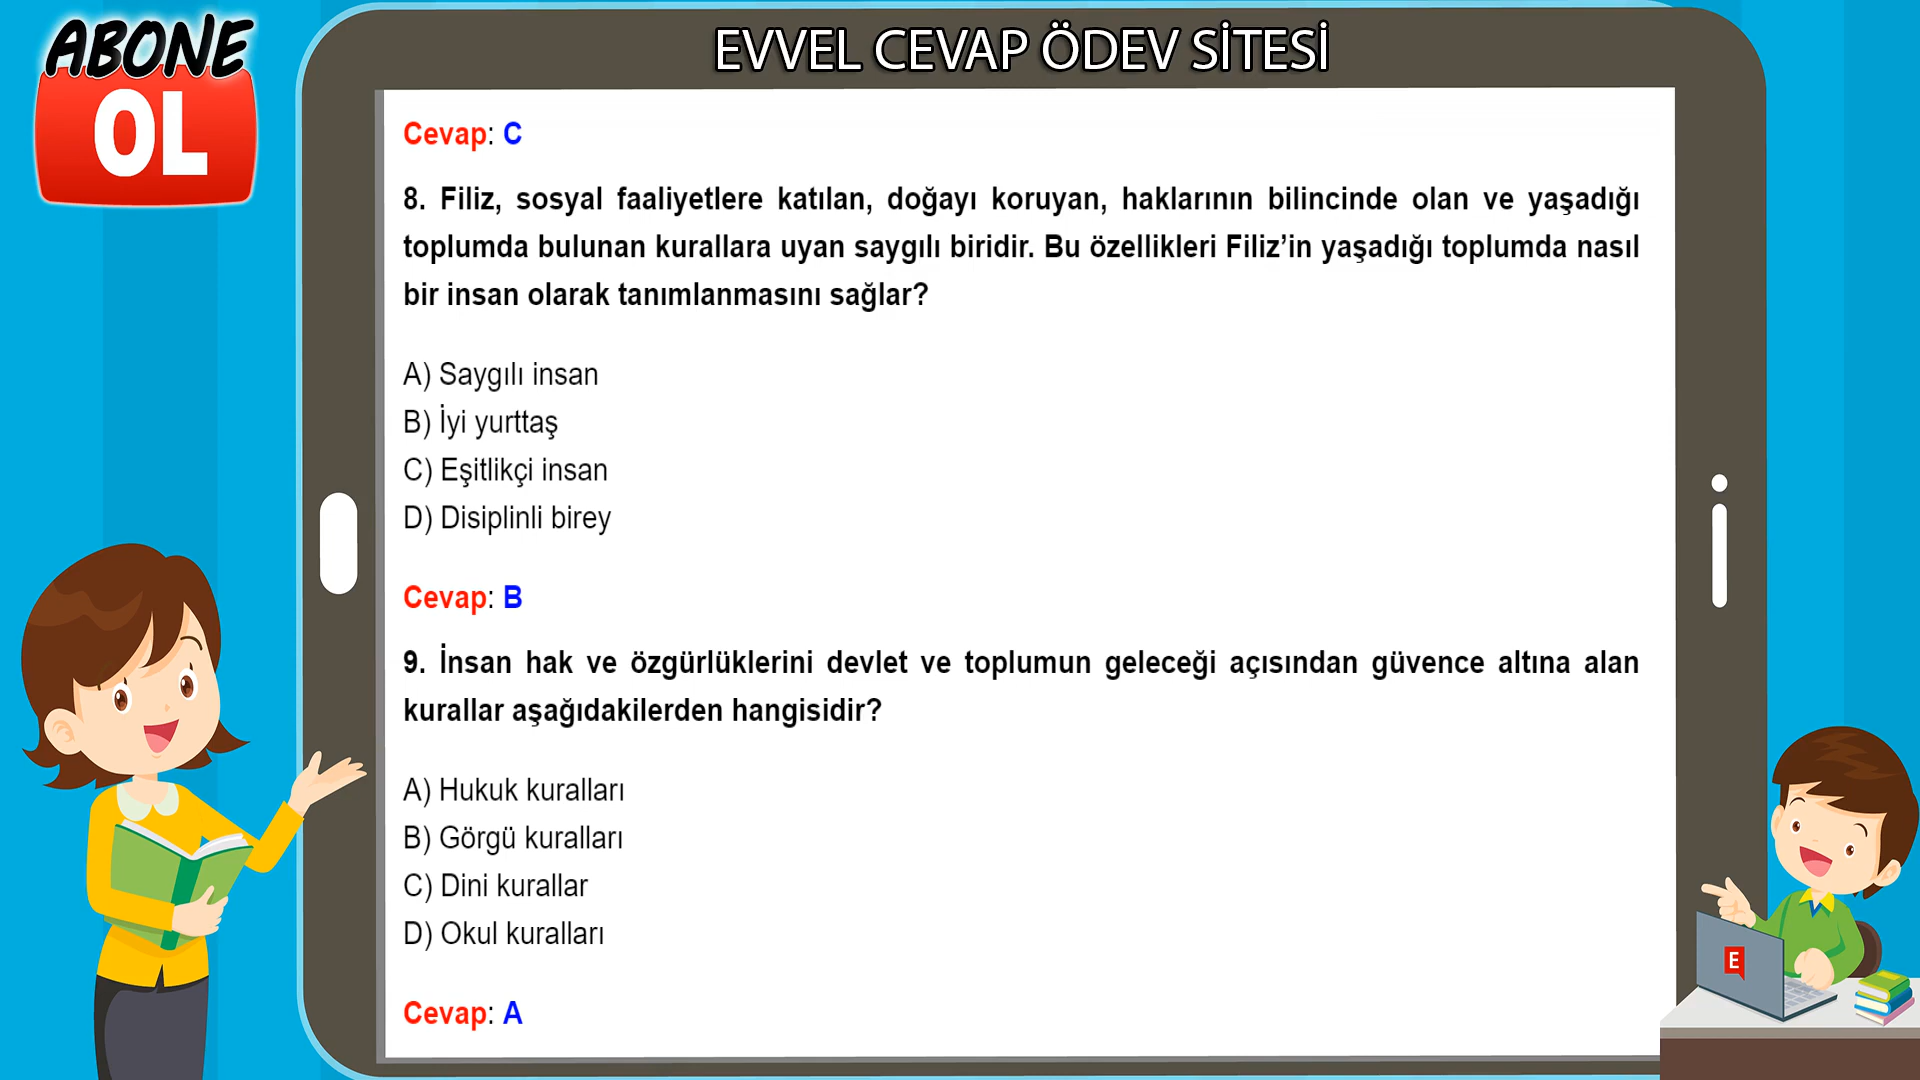 ABONE
OL
EVVEL CEVAP ÖDEV SİTESİ
Cevap: C
8. Filiz, sosyal faaliyetlere katılan, doğayı koruyan, haklarının bilincinde olan ve yaşadığı
toplumda bulunan kurallara uyan saygılı biridir. Bu özellikleri Filiz’in yaşadığı toplumda nasıl
bir insan olarak tanımlanmasını sağlar?
A) Saygılı insan
B) İyi yurttaş
C) Eşitlikçi insan
D) Disiplinli birey
Cevap: B
9. İnsan hak ve özgürlüklerini devlet ve toplumun geleceği açısından güvence altına alan
kurallar aşağıdakilerden hangisidir?
A) Hukuk kuralları
B) Görgü kuralları
C) Dini kurallar
D) Okul kuralları
Cevap: A
E